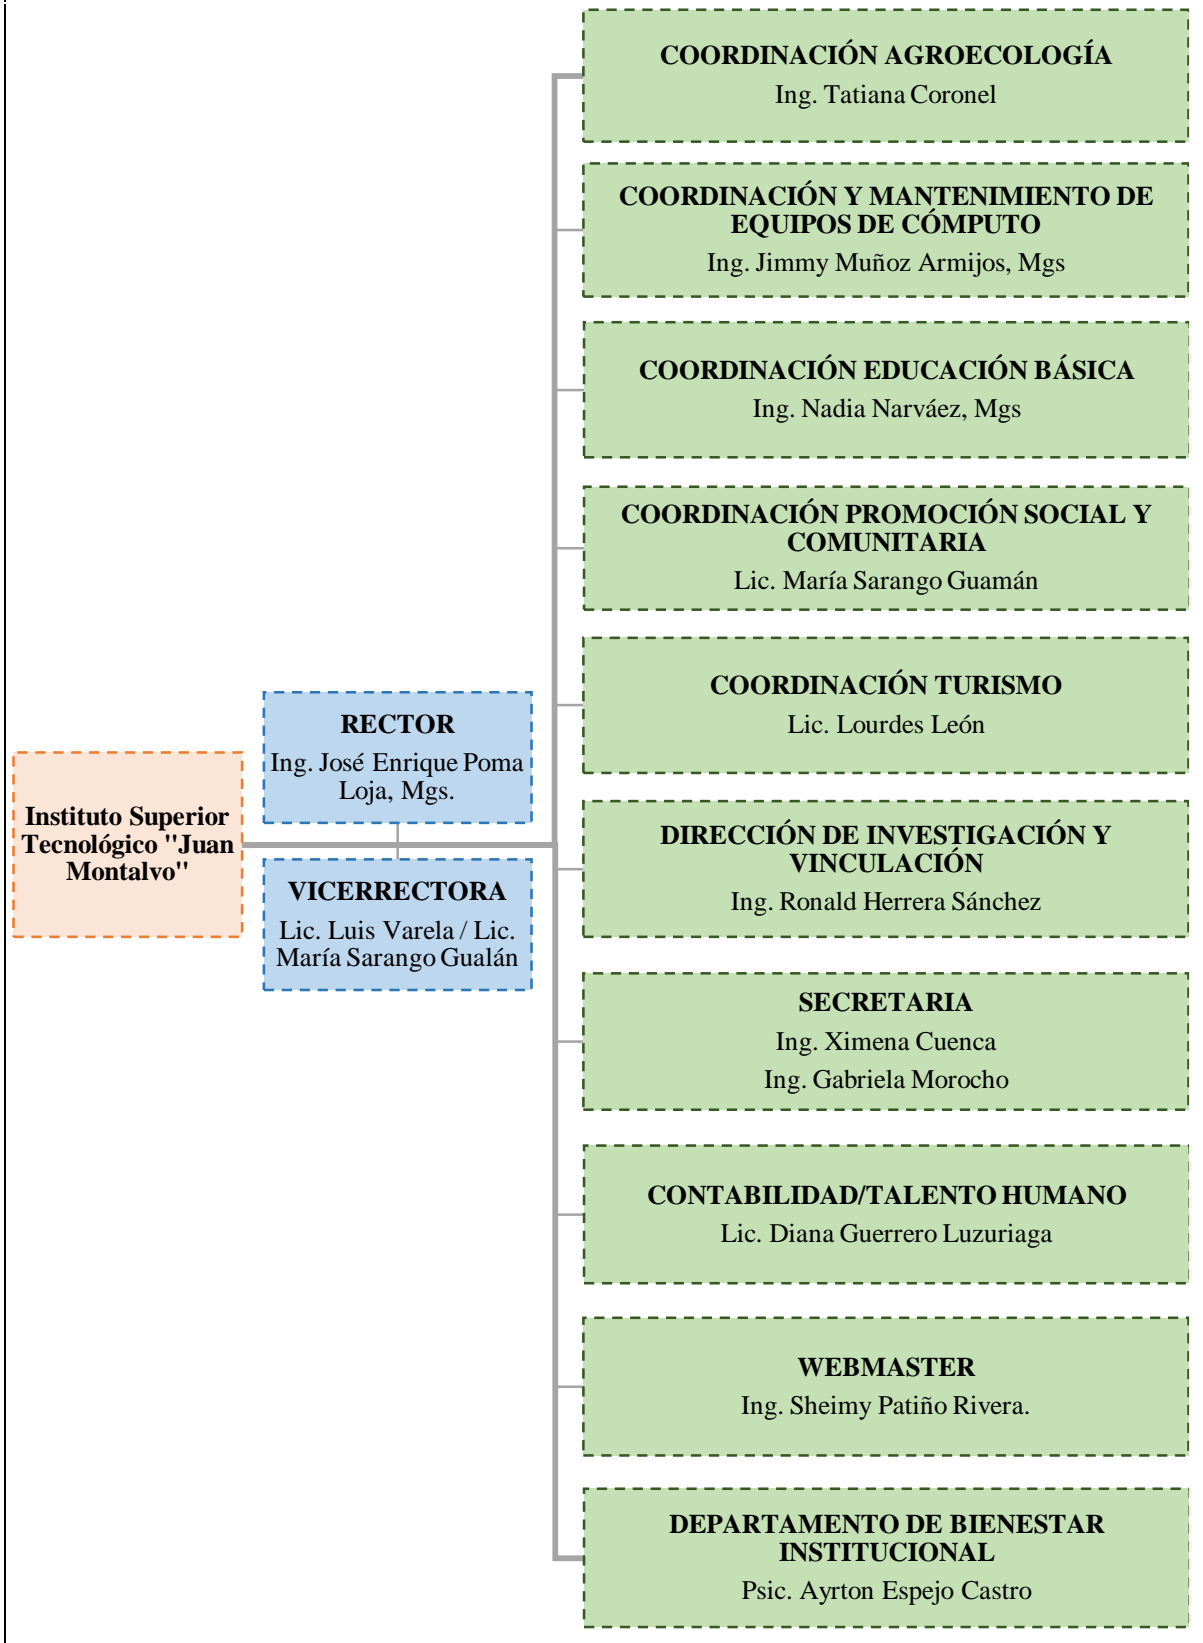 Instituto Superior
Tecnológico "Juan
Montalvo"
RECTOR
Ing. José Enrique Poma
Loja, Mgs.
VICERRECTORA
Lic. Luis Varela / Lic.
María Sarango Gualán
COORDINACIÓN AGROECOLOGÍA
Ing. Tatiana Coronel
COORDINACIÓN Y MANTENIMIENTO DE
EQUIPOS DE CÓMPUTO
Ing. Jimmy Muñoz Armijos, Mgs
COORDINACIÓN EDUCACIÓN BÁSICA
Ing. Nadia Narváez, Mgs
COORDINACIÓN PROMOCIÓN SOCIAL Y
COMUNITARIA
Lic. María Sarango Guamán
COORDINACIÓN TURISMO
Lic. Lourdes León
DIRECCIÓN DE INVESTIGACIÓN Y
VINCULACIÓN
Ing. Ronald Herrera Sánchez
SECRETARIA
Ing. Ximena Cuenca
Ing. Gabriela Morocho
CONTABILIDAD/TALENTO HUMANO
Lic. Diana Guerrero Luzuriaga
WEBMASTER
Ing. Sheimy Patiño Rivera.
DEPARTAMENTO DE BIENESTAR
INSTITUCIONAL
Psic. Ayrton Espejo Castro